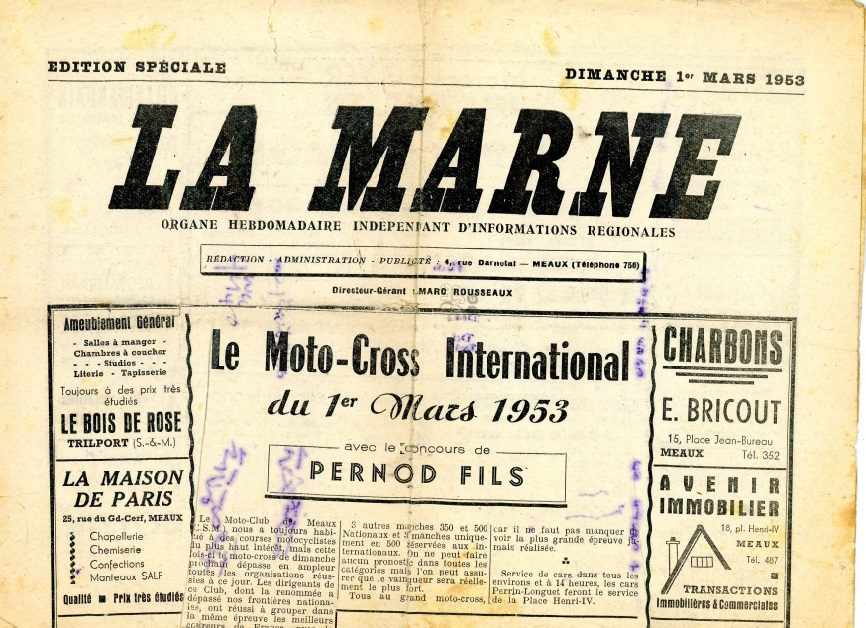 EDITION SPÉCIALE
DIMANCHE 1er MARS 1953
LA MARNE
ORGANE HEBDOMADAIRE INDEPENDANT D'INFORMATIONS REGIONALES
RÉDACTION - ADMINISTRATION - PUBLICITÉ : 4, rue Darnetal — MEAUX (Téléphone 756)
Directeur-Gérant : MARC ROUSSEAUX
Ameublement Général
- Salles à manger -
Chambres à coucher
- - - Studios - - -
Literie - Tapisserie
Toujours à des prix très
étudiés
LE BOIS DE ROSE
TRILPORT (S.-&-M.)
LA MAISON
DE PARIS
25, rue du Gd-Cerf, MEAUX
Chapellerie
Chemiserie
Confections
Manteaux SALF
Qualité ■ Prix très étudiés
Le Moto-Cross International
du 1er Mars 1953
avec le concours de
PERNOD FILS
Le Moto-Club de Meaux
(C.S.M.) nous a toujours habi-
tué à des courses motocyclistes
du plus haut intérêt, mais cette
fois-ci le moto-cross de dimanche
prochain dépasse en ampleur
toutes les organisations réus-
sies à ce jour. Les dirigeants de
ce Club, dont la renommée a
dépassé nos frontières nationa-
les, ont réussi à grouper dans
la même épreuve les meilleurs
coureurs de France
3 autres manches 350 et 500
Nationaux et 3 manches unique-
ment en 500 réservées aux in-
ternationaux. On ne peut faire
aucun pronostic dans toutes les
catégories mais l'on peut assu-
rer que le vainqueur sera réelle-
ment le plus fort.
Tous au grand moto-cross,
car il ne faut pas manquer de
voir la plus grande épreuve ja-
mais réalisée.
Service de cars dans tous les
environs et à 14 heures, les cars
Perrin-Longuet feront le service
de la Place Henri-IV.
CHARBONS
E. BRICOUT
15, Place Jean-Bureau
MEAUX Tél. 352
AVENIR
IMMOBILIER
18, pl. Henri-IV
MEAUX
Tél. 487
TRANSACTIONS
Immobilières & Commerciales